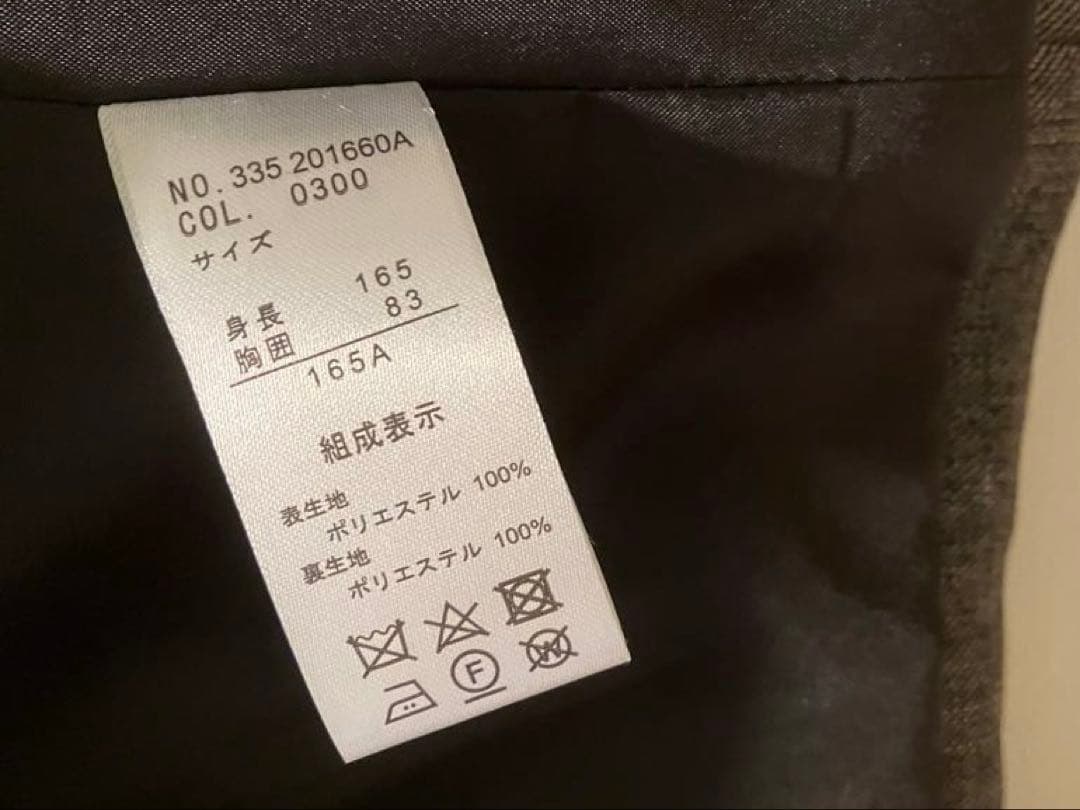 NO. 335 201660A
COL. 0300
サイズ
身長 165
胸囲 83
165A
組成表示
表生地
ポリエステル 100%
裏生地
ポリエステル 100%
F W